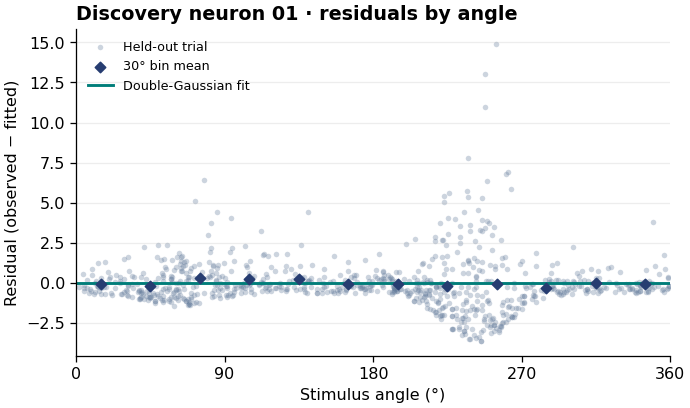 Discovery neuron 01 · residuals by angle
Held-out trial
30° bin mean
Double-Gaussian fit
Residual (observed − fitted)
15.0
12.5
10.0
7.5
5.0
2.5
0.0
−2.5
0 90 180 270 360
Stimulus angle (°)